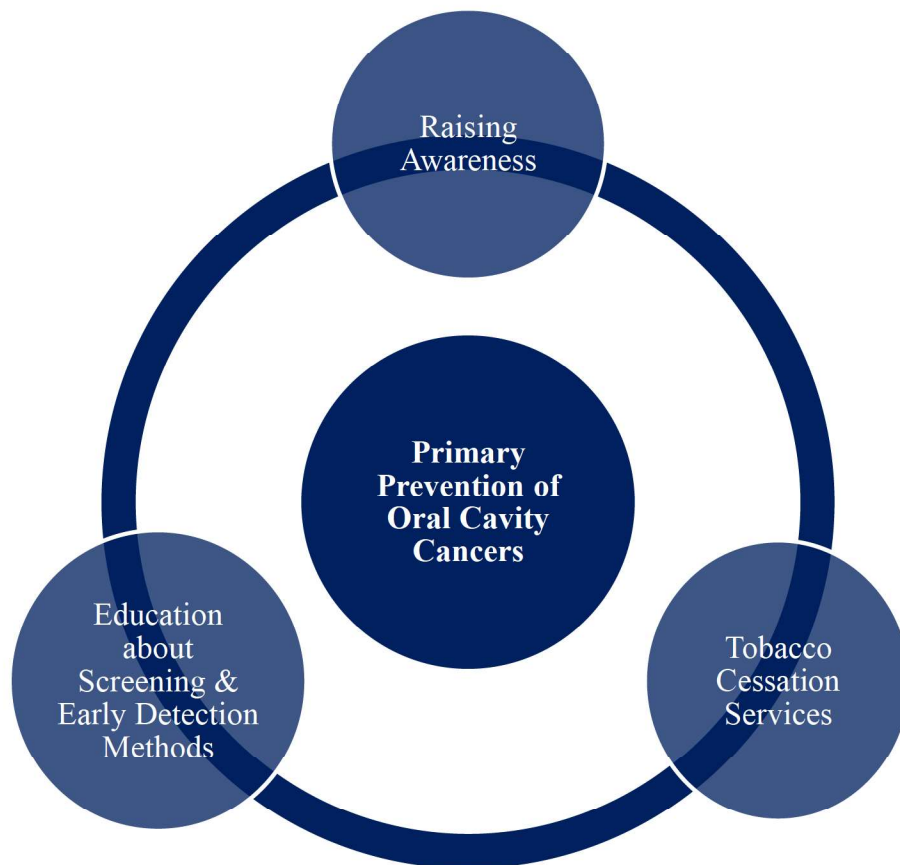 Raising
Awareness
Primary
Prevention of
Oral Cavity
Cancers
Education
about
Screening &
Early Detection
Methods
Tobacco
Cessation
Services